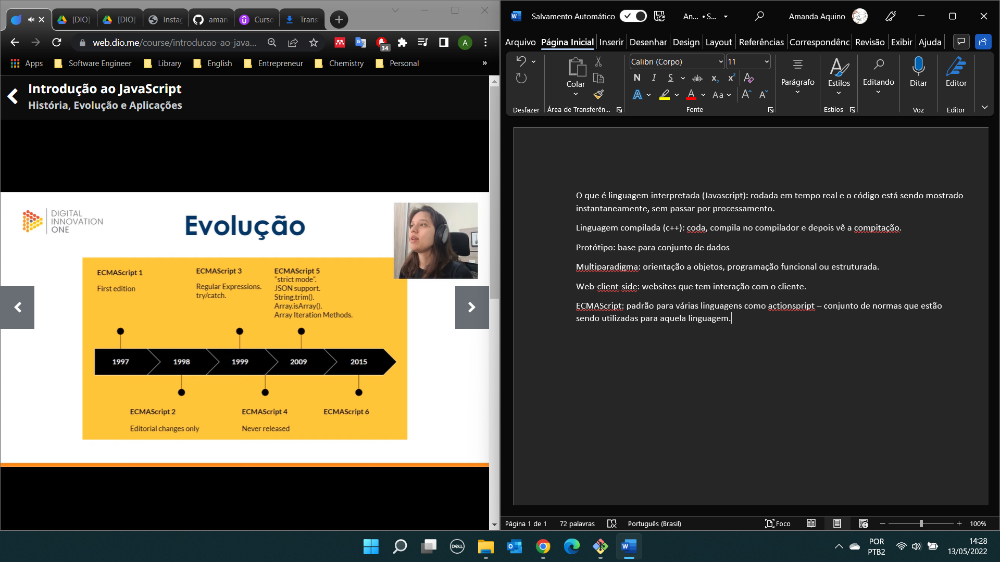 [DIO]
[DIO]
Instag
aman
Curso
Trans
web.dio.me/course/introducao-ao-java...
34
A
Apps
Software Engineer
Library
English
Entrepreneur
Chemistry
Personal
»
Introdução ao JavaScript
História, Evolução e Aplicações
DIGITAL
INNOVATION
ONE
Evolução
ECMAScript 1
First edition
ECMAScript 3
Regular Expressions.
try/catch.
ECMAScript 5
"strict mode".
JSON support.
String.trim().
Array.isArray().
Array Iteration Methods.
1997
1998
1999
2009
2015
ECMAScript 2
Editorial changes only
ECMAScript 4
Never released
ECMAScript 6
Salvamento Automático
An... • S...
Amanda Aquino
Arquivo
Página Inicial
Inserir
Desenhar
Design
Layout
Referências
Correspondênc
Revisão
Exibir
Ajuda
Desfazer
Colar
Área de Transferên...
Calibri (Corpo)
11
N I S ab x₂ x²
A A Aa A A
Fonte
Parágrafo
Estilos
Estilos
Editando
Ditar
Voz
Editor
Editor
O que é linguagem interpretada (Javascript): rodada em tempo real e o código está sendo mostrado
instantaneamente, sem passar por processamento.
Linguagem compilada (c++): coda, compila no compilador e depois vê a compitação.
Protótipo: base para conjunto de dados
Multiparadigma: orientação a objetos, programação funcional ou estruturada.
Web-client-side: websites que tem interação com o cliente.
ECMAScript: padrão para várias linguagens como actionspript – conjunto de normas que estão
sendo utilizadas para aquela linguagem.
Página 1 de 1
72 palavras
Português (Brasil)
Foco
100%
DELL
POR
PTB2
14:28
13/05/2022